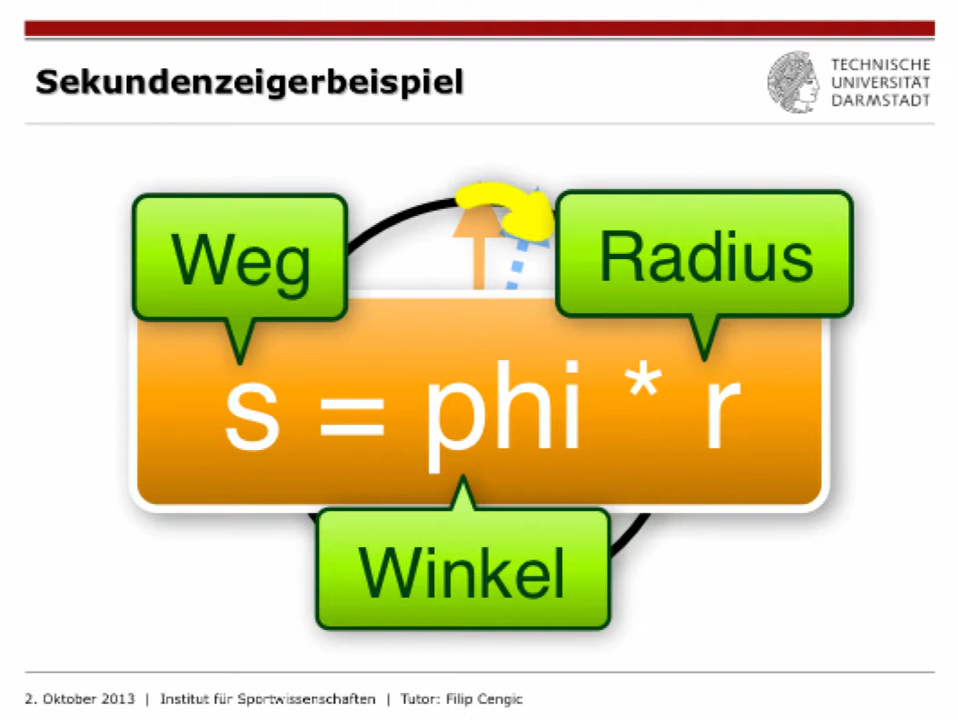 Sekundenzeigerbeispiel
TECHNISCHE
UNIVERSITÄT
DARMSTADT
Weg
Radius
s = phi * r
Winkel
2. Oktober 2013 | Institut für Sportwissenschaften | Tutor: Filip Cengic